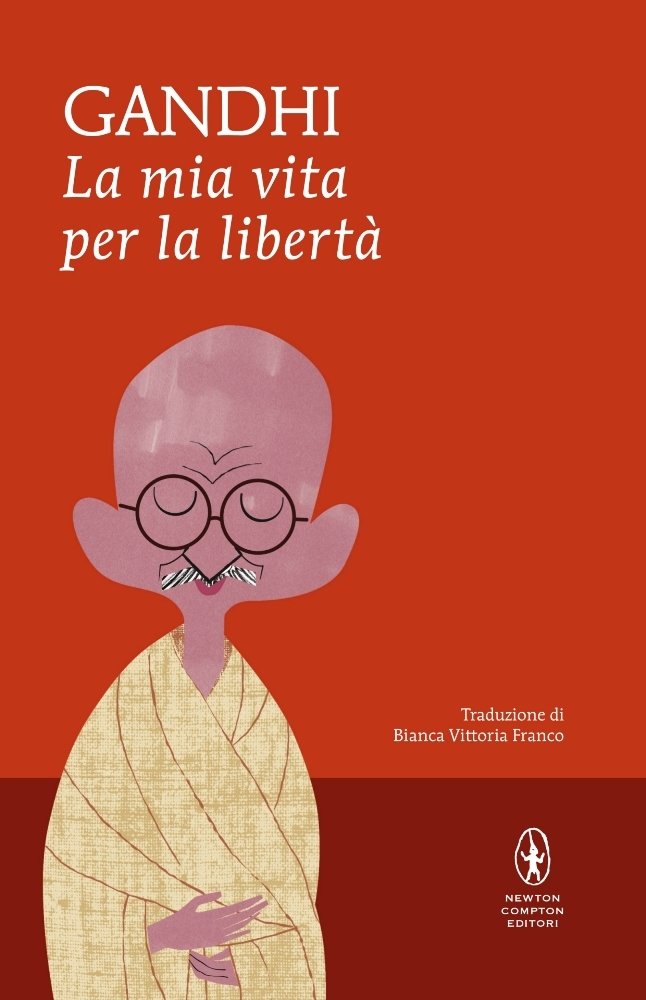 GANDHI
La mia vita
per la libertà
Traduzione di
Bianca Vittoria Franco
NEWTON
COMPTON
EDITORI